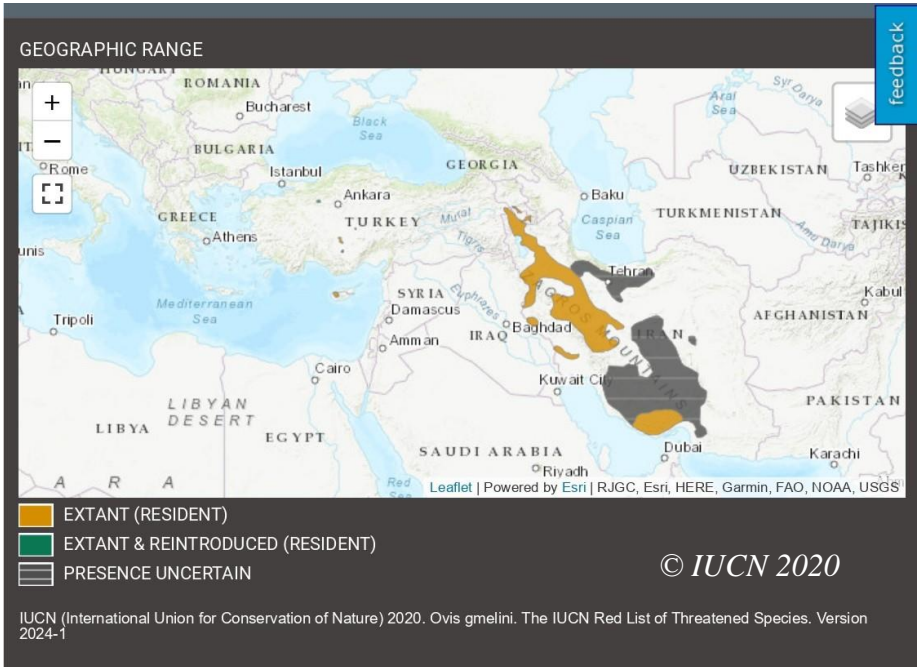 feedback
GEOGRAPHIC RANGE
HUNGARY
ROMANIA
Bucharest
Black
Sea
Aral
Sea
Syr Darya
BULGARIA
Rome
Istanbul
GEORGIA
UZBEKISTAN
Tashken
Ankara
Baku
GREECE
TURKEY
Murat
Caspian
Sea
TURKMENISTAN
TAJIKIS
Athens
Tigris
Amu Darya
unis
Tehran
Mediterranean
Sea
SYRIA
Damascus
Euphrates
ZAGROS MOUNTAINS
Kabul
Tripoli
IRAQ
Baghdad
IRAN
AFGHANISTAN
Amman
Cairo
Kuwait City
LIBYAN
DESERT
PAKISTAN
LIBYA
EGYPT
SAUDI ARABIA
Dubai
Karachi
Riyadh
A R A
Red
Sea
Leaflet | Powered by Esri | RJGC, Esri, HERE, Garmin, FAO, NOAA, USGS
EXTANT (RESIDENT)
EXTANT & REINTRODUCED (RESIDENT)
PRESENCE UNCERTAIN
© IUCN 2020
IUCN (International Union for Conservation of Nature) 2020. Ovis gmelini. The IUCN Red List of Threatened Species. Version
2024-1